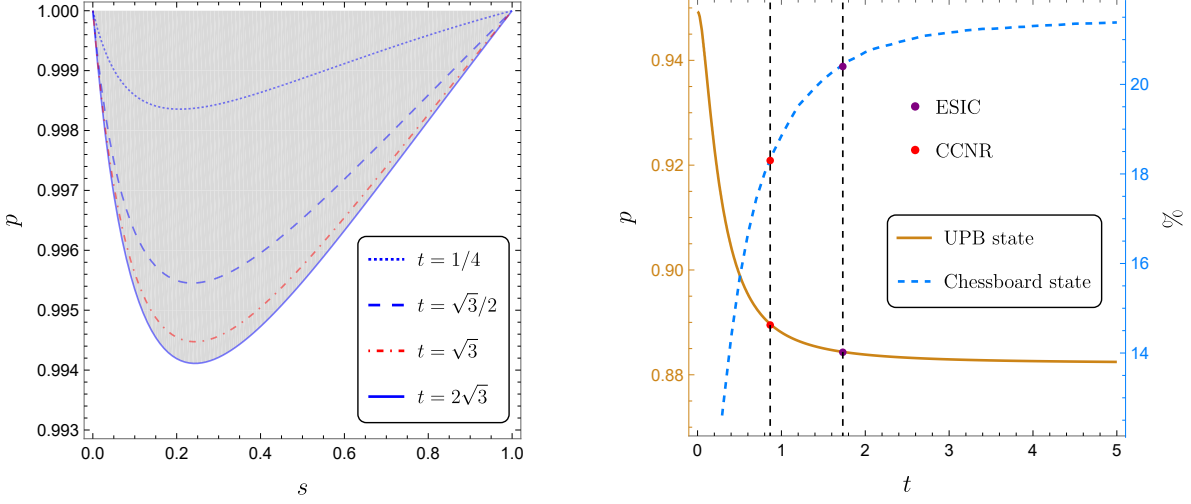 1.000
0.999
0.998
0.997
0.996
0.995
0.994
0.993
p
0.0
0.2
0.4
0.6
0.8
1.0
s
t = 1/4
t = √3/2
t = √3
t = 2√3
0.94
0.92
0.90
0.88
p
0
1
2
3
4
5
t
20
18
16
14
%
ESIC
CCNR
UPB state
Chessboard state